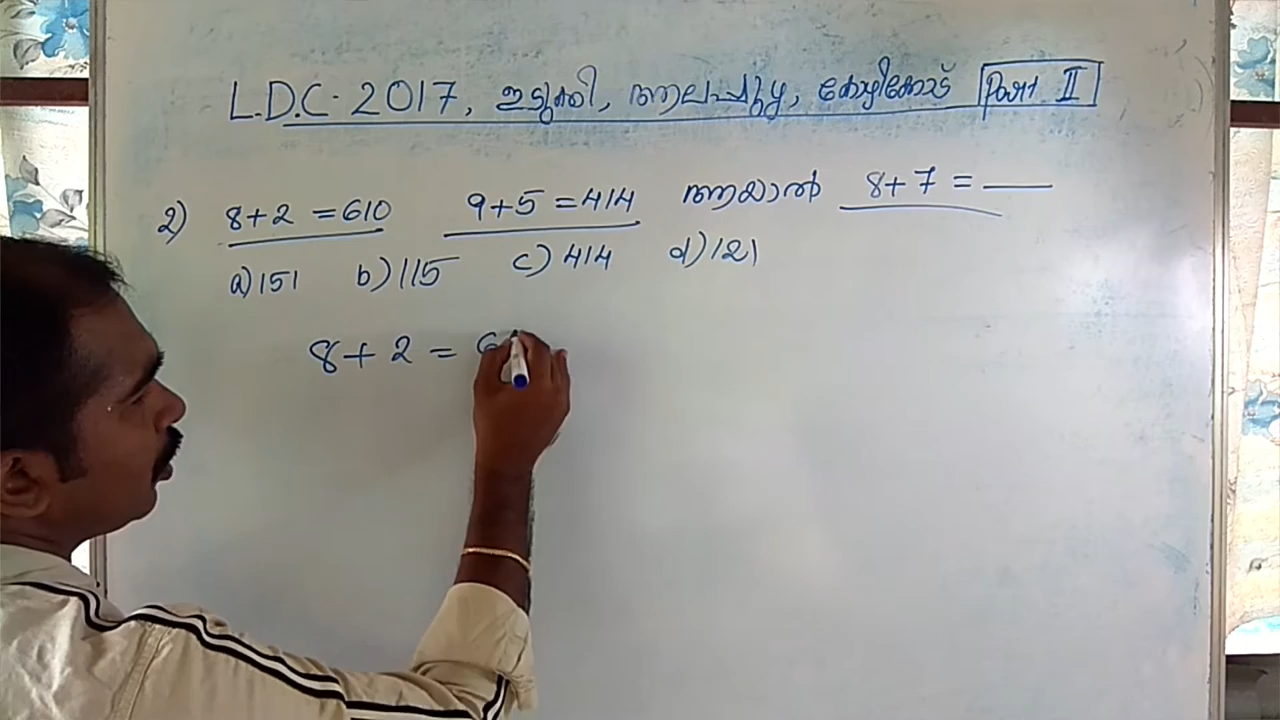 L.D.C. 2017, ഇടുക്കി, ആലപ്പുഴ, കോഴിക്കോട് Part II
2) 8+2 =610 9+5 =414 ആയാൽ 8+7 = ___
a) 151 b) 115 c) 414 d) 121
8+ 2 = 6